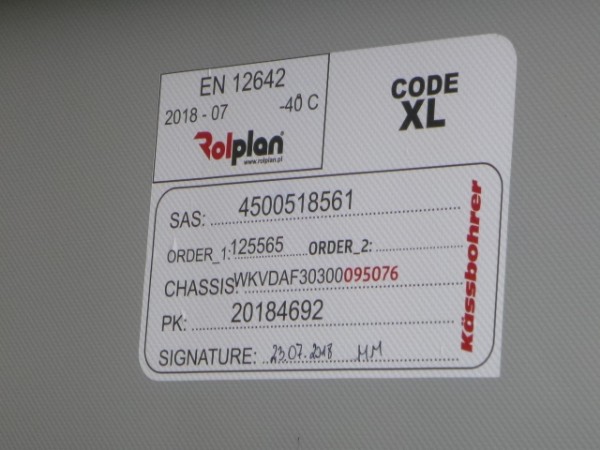 EN 12642
2018 - 07 -40°C
Rolplan
www.rolplan.pl
CODE
XL
SAS: 4500518561
ORDER_1: 125565 ORDER_2:
CHASSIS: WKVDAF30300095076
PK: 20184692
SIGNATURE: 23.07.2018 MM
Kässbohrer